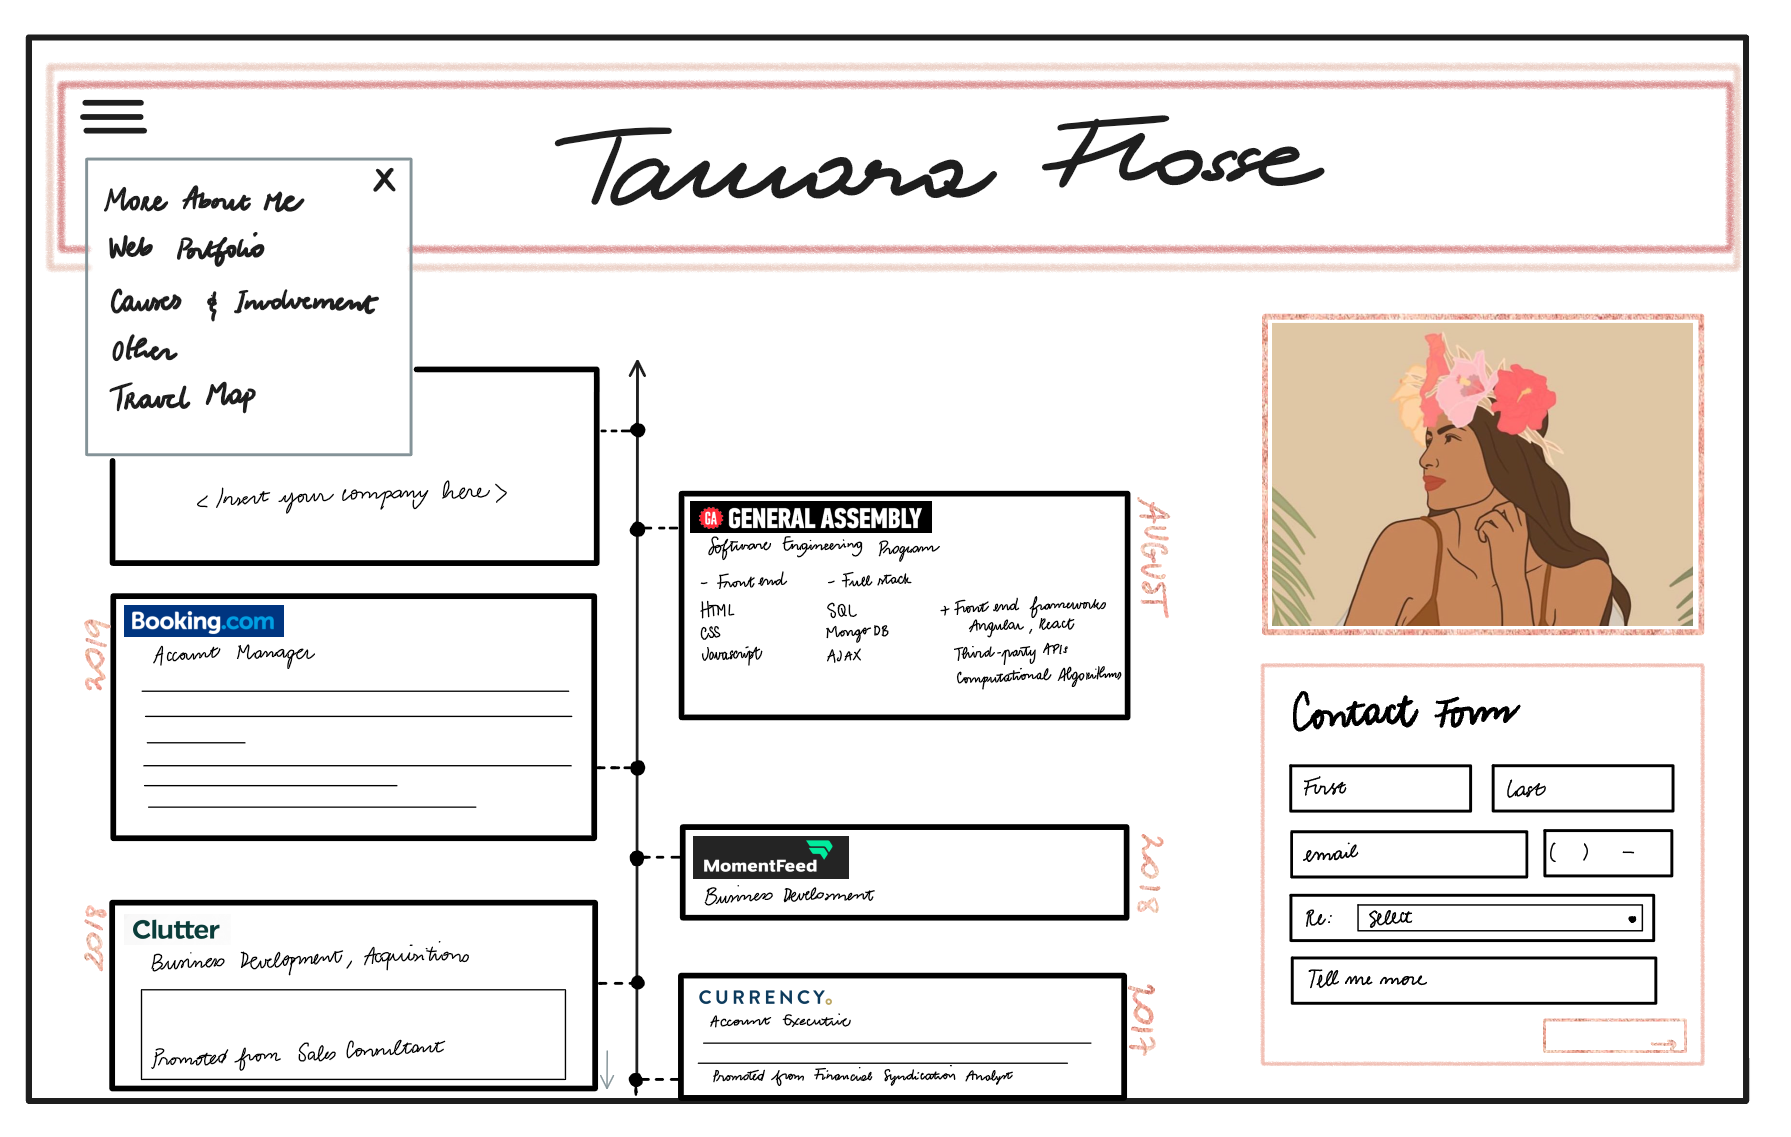 Tamara Flosse
X
More About Me
Web Portfolio
Causes & Involvement
Other
Travel Map
< Insert your company here >
GA GENERAL ASSEMBLY
Software Engineering Program
- Front end
HTML
CSS
Javascript
- Full stack
SQL
Mongo DB
AJAX
+ Front end frameworks
Angular, React
Third-party APIs
Computational Algorithms
AUGUST
2019
Booking.com
Account Manager
MomentFeed
Business Development
2018
2018
Clutter
Business Development, Acquisitions
Promoted from Sales Consultant
CURRENCY
Account Executive
Promoted from Financial Syndication Analyst
2017
Contact Form
First
Last
email
( ) -
Re: Select
Tell me more